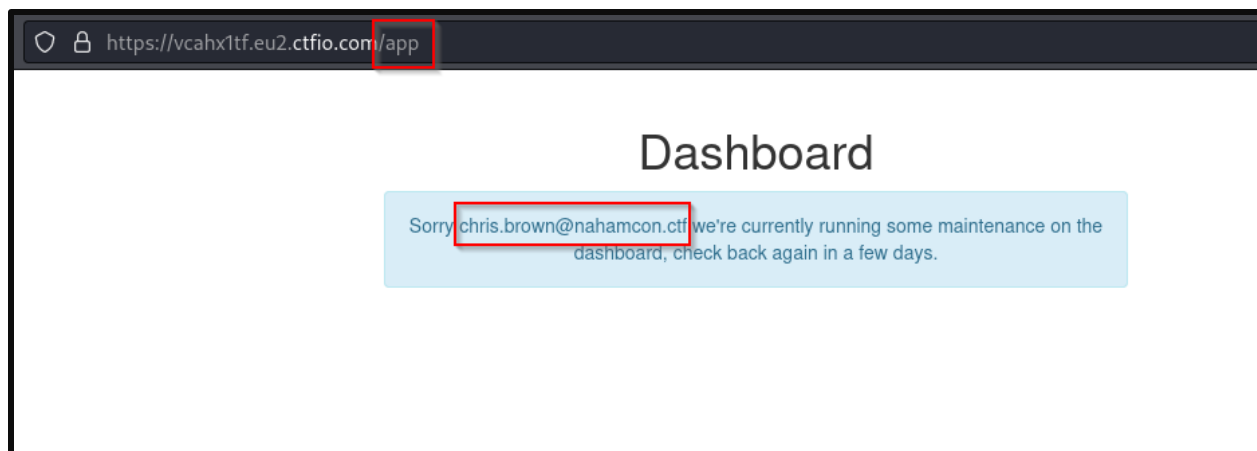 https://vcahx1tf.eu2.ctfio.com/app
Dashboard
Sorry chris.brown@nahamcon.ctf we're currently running some maintenance on the
dashboard, check back again in a few days.